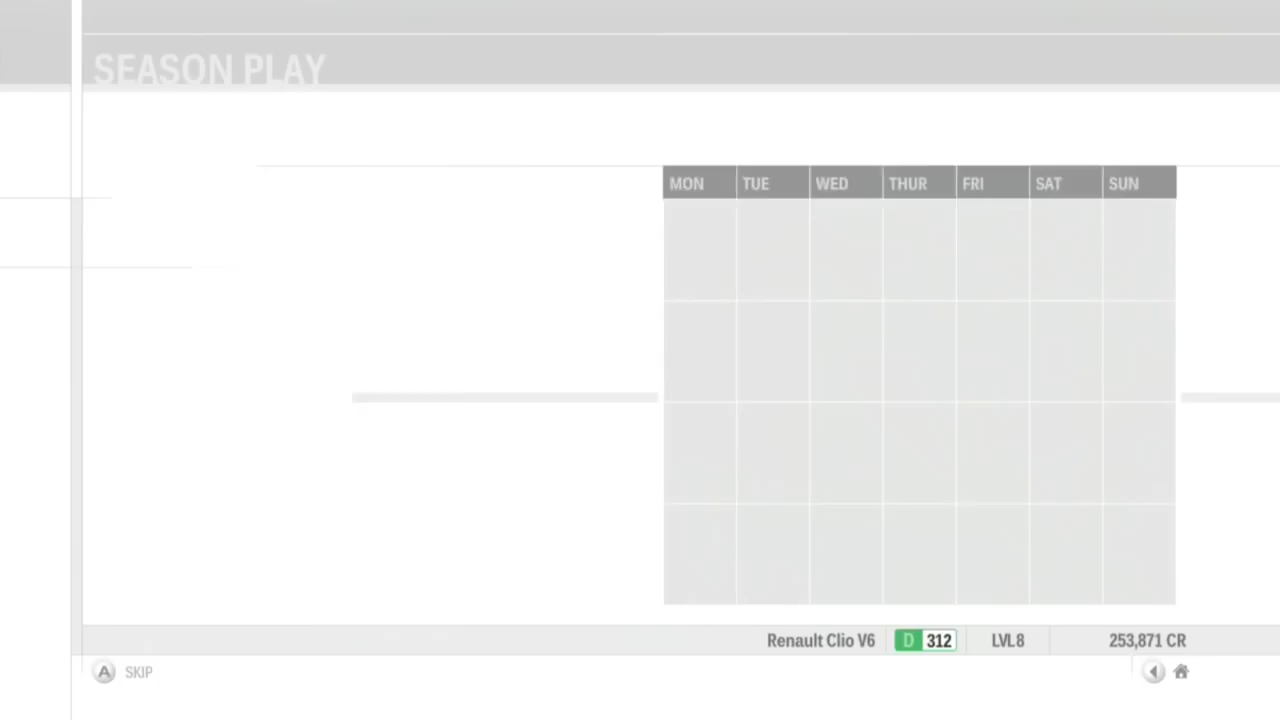 SEASON PLAY
MON TUE WED THUR FRI SAT SUN
Renault Clio V6 D 312 LVL8 253,871 CR
A SKIP